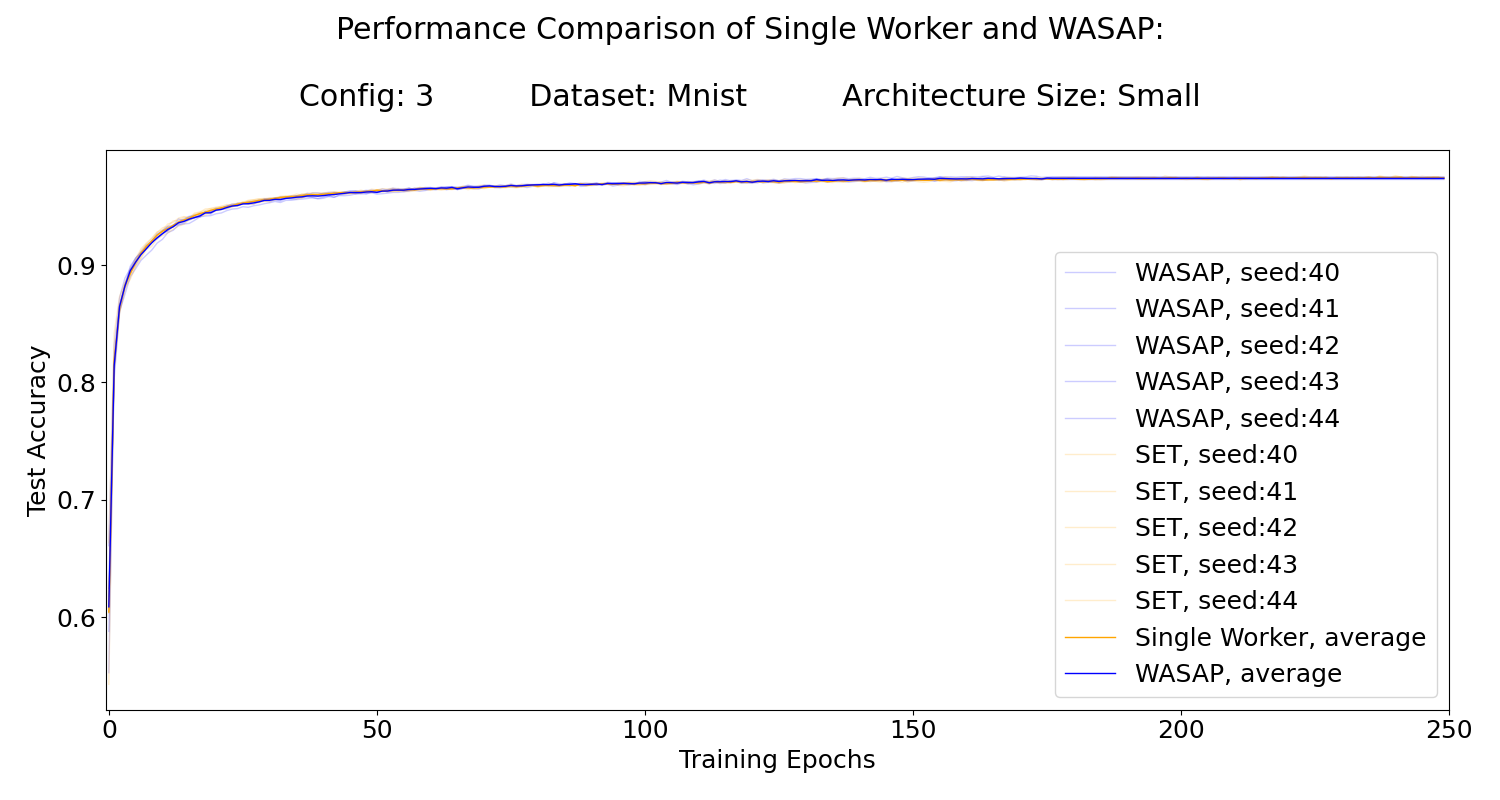 Performance Comparison of Single Worker and WASAP:
Config: 3 Dataset: Mnist Architecture Size: Small
0.9
0.8
0.7
0.6
Test Accuracy
WASAP, seed:40
WASAP, seed:41
WASAP, seed:42
WASAP, seed:43
WASAP, seed:44
SET, seed:40
SET, seed:41
SET, seed:42
SET, seed:43
SET, seed:44
Single Worker, average
WASAP, average
0 50 100 150 200 250
Training Epochs